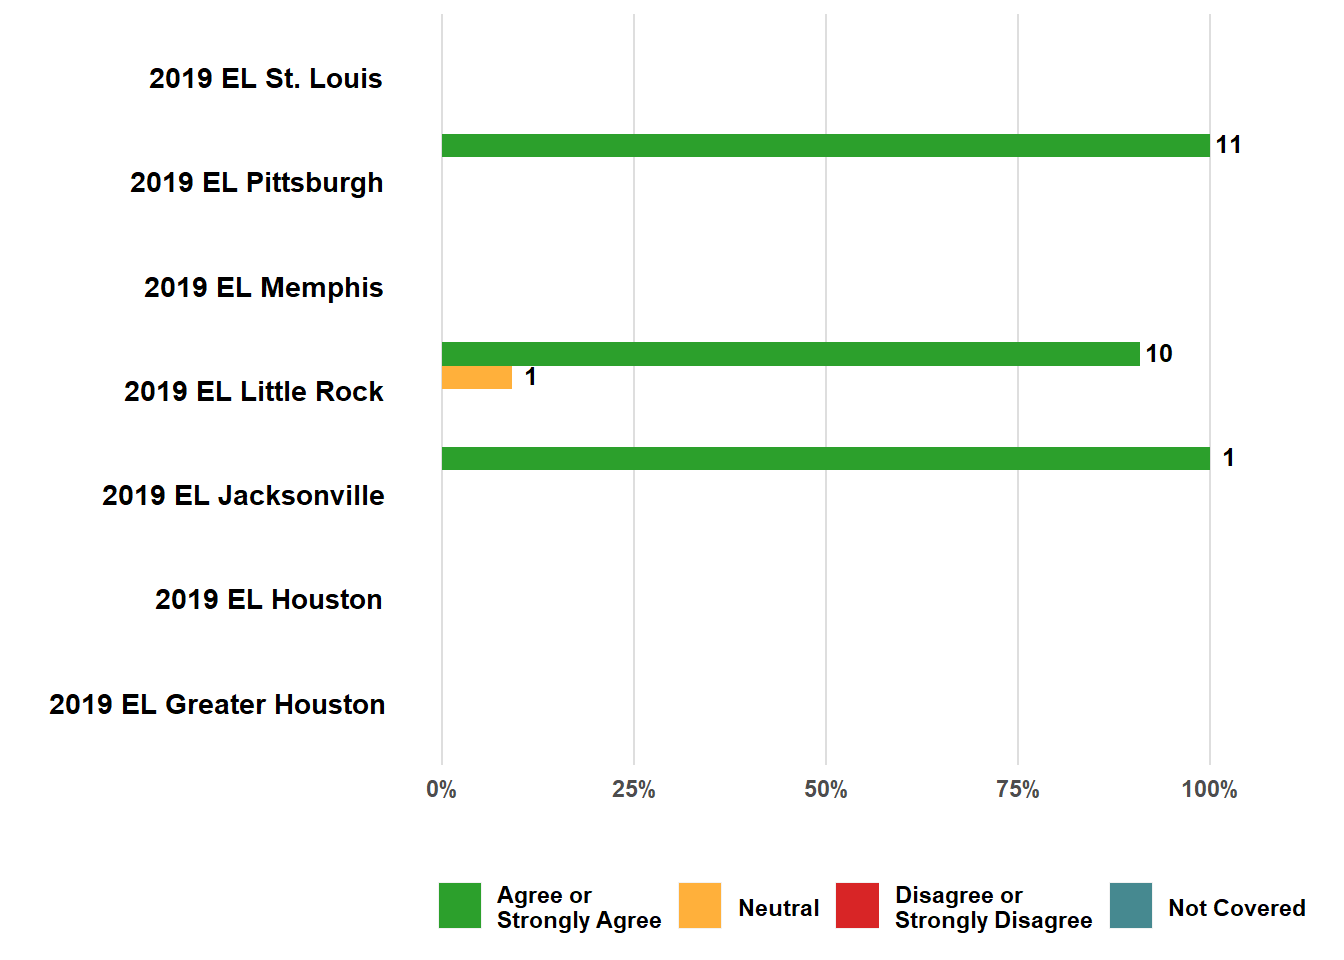 2019 EL St. Louis
11
2019 EL Pittsburgh
2019 EL Memphis
10
1
2019 EL Little Rock
1
2019 EL Jacksonville
2019 EL Houston
2019 EL Greater Houston
0% 25% 50% 75% 100%
Agree or
Strongly Agree
Neutral
Disagree or
Strongly Disagree
Not Covered